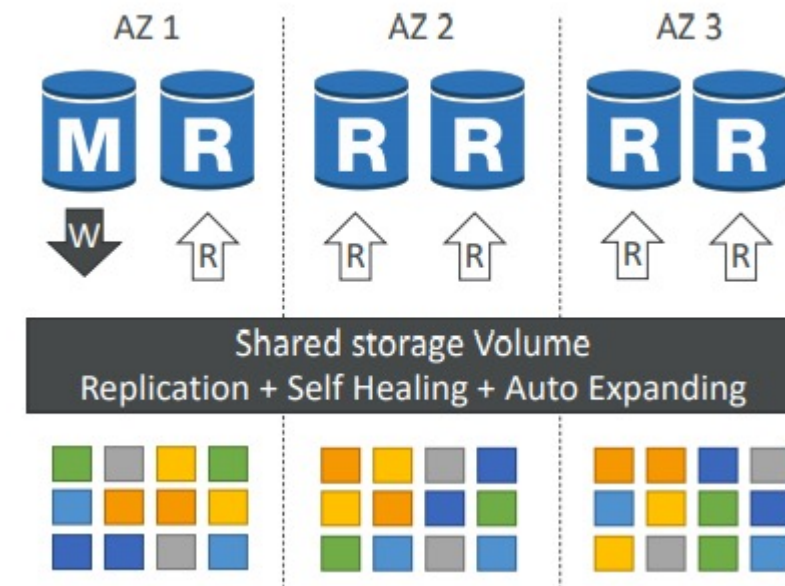 AZ 1 AZ 2 AZ 3
M R R R R R
W R R R R R
Shared storage Volume
Replication + Self Healing + Auto Expanding